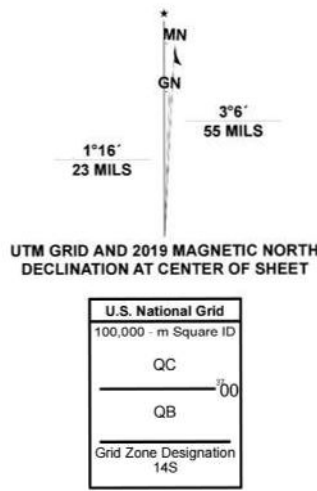 ★
MN
GN
3°6´
55 MILS
1°16´
23 MILS
UTM GRID AND 2019 MAGNETIC NORTH
DECLINATION AT CENTER OF SHEET
U.S. National Grid
100,000 - m Square ID
QC
3700
QB
Grid Zone Designation
14S